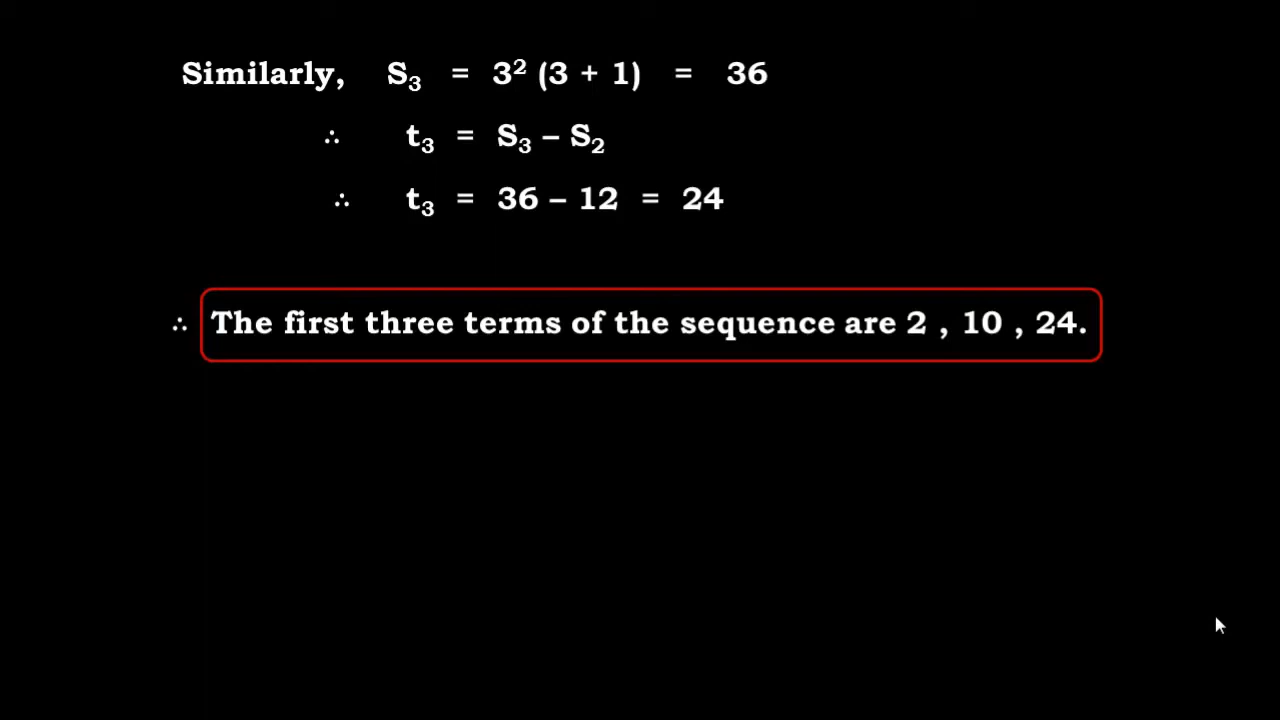 Similarly, S₃ = 3² (3 + 1) = 36
∴ t₃ = S₃ – S₂
∴ t₃ = 36 – 12 = 24
∴ The first three terms of the sequence are 2 , 10 , 24.